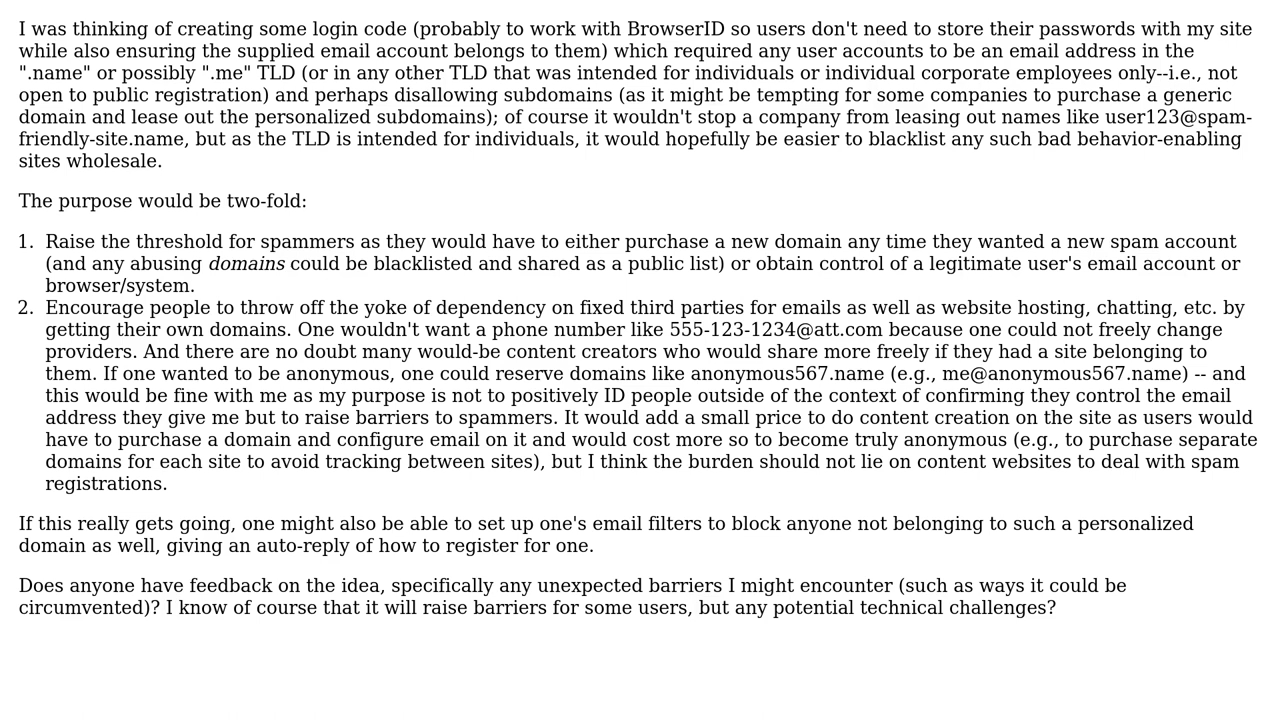 I was thinking of creating some login code (probably to work with BrowserID so users don't need to store their passwords with my site
while also ensuring the supplied email account belongs to them) which required any user accounts to be an email address in the
".name" or possibly ".me" TLD (or in any other TLD that was intended for individuals or individual corporate employees only--i.e., not
open to public registration) and perhaps disallowing subdomains (as it might be tempting for some companies to purchase a generic
domain and lease out the personalized subdomains); of course it wouldn't stop a company from leasing out names like user123@spam-
friendly-site.name, but as the TLD is intended for individuals, it would hopefully be easier to blacklist any such bad behavior-enabling
sites wholesale.
The purpose would be two-fold:
1. Raise the threshold for spammers as they would have to either purchase a new domain any time they wanted a new spam account
(and any abusing domains could be blacklisted and shared as a public list) or obtain control of a legitimate user's email account or
browser/system.
2. Encourage people to throw off the yoke of dependency on fixed third parties for emails as well as website hosting, chatting, etc. by
getting their own domains. One wouldn't want a phone number like 555-123-1234@att.com because one could not freely change
providers. And there are no doubt many would-be content creators who would share more freely if they had a site belonging to
them. If one wanted to be anonymous, one could reserve domains like anonymous567.name (e.g., me@anonymous567.name) -- and
this would be fine with me as my purpose is not to positively ID people outside of the context of confirming they control the email
address they give me but to raise barriers to spammers. It would add a small price to do content creation on the site as users would
have to purchase a domain and configure email on it and would cost more so to become truly anonymous (e.g., to purchase separate
domains for each site to avoid tracking between sites), but I think the burden should not lie on content websites to deal with spam
registrations.
If this really gets going, one might also be able to set up one's email filters to block anyone not belonging to such a personalized
domain as well, giving an auto-reply of how to register for one.
Does anyone have feedback on the idea, specifically any unexpected barriers I might encounter (such as ways it could be
circumvented)? I know of course that it will raise barriers for some users, but any potential technical challenges?